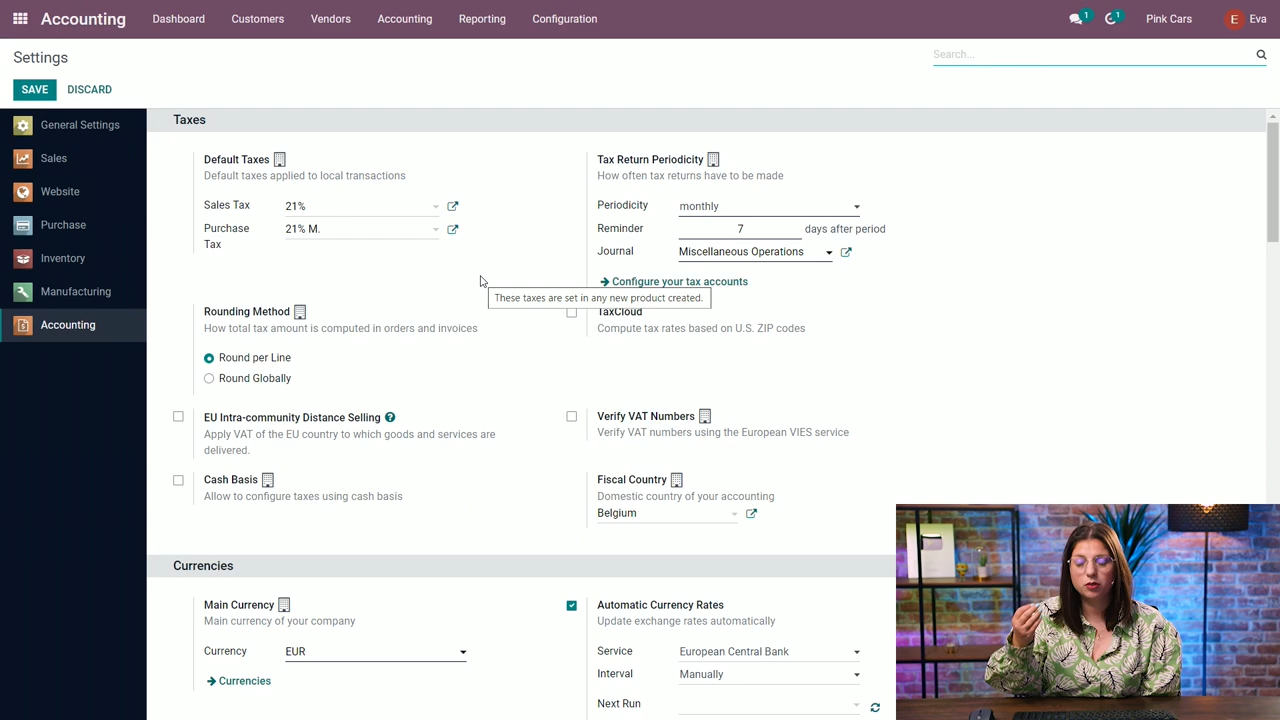 Accounting Dashboard Customers Vendors Accounting Reporting Configuration 1 1 Pink Cars E Eva
Settings
Search...
SAVE DISCARD
General Settings
Sales
Website
Purchase
Inventory
Manufacturing
Accounting
Taxes
Default Taxes
Default taxes applied to local transactions
Sales Tax 21%
Purchase Tax 21% M.
Tax Return Periodicity
How often tax returns have to be made
Periodicity monthly
Reminder 7 days after period
Journal Miscellaneous Operations
Configure your tax accounts
These taxes are set in any new product created.
Rounding Method
How total tax amount is computed in orders and invoices
Round per Line
Round Globally
TaxCloud
Compute tax rates based on U.S. ZIP codes
EU Intra-community Distance Selling ?
Apply VAT of the EU country to which goods and services are
delivered.
Verify VAT Numbers
Verify VAT numbers using the European VIES service
Cash Basis
Allow to configure taxes using cash basis
Fiscal Country
Domestic country of your accounting
Belgium
Currencies
Main Currency
Main currency of your company
Currency EUR
Currencies
Automatic Currency Rates
Update exchange rates automatically
Service European Central Bank
Interval Manually
Next Run